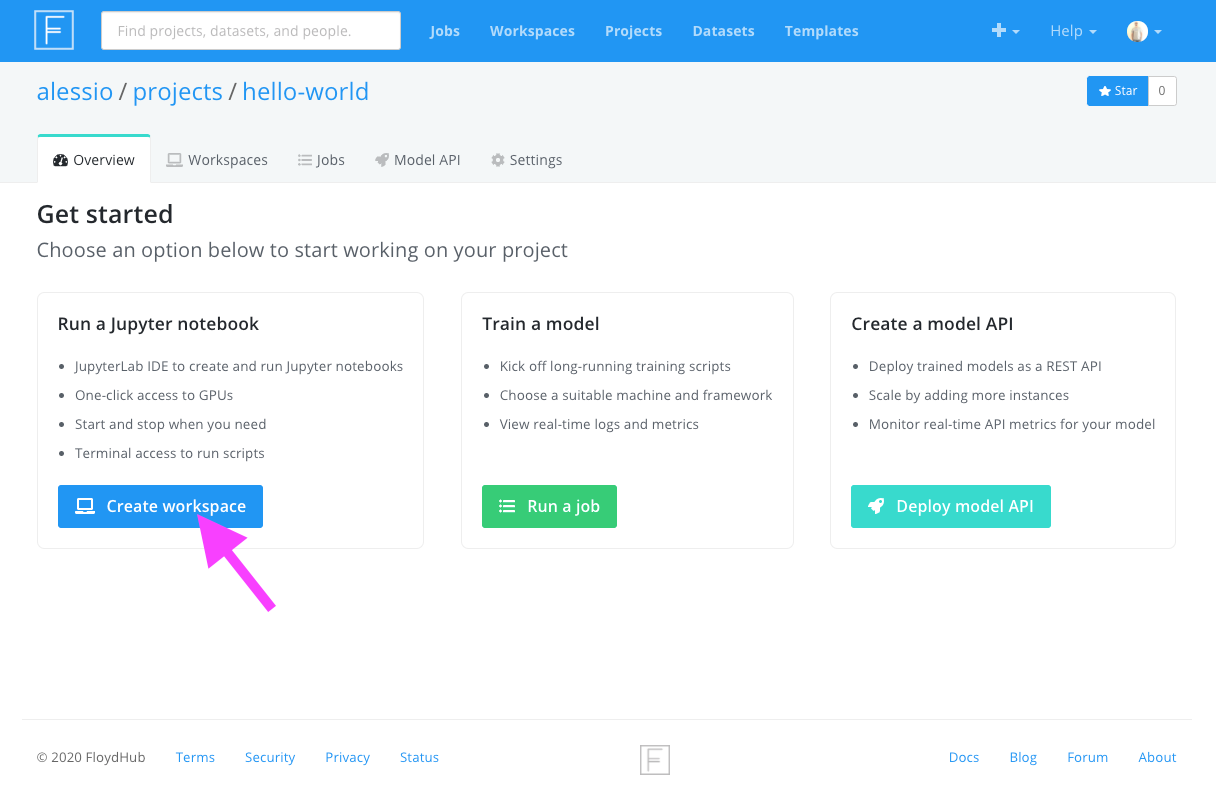 F Find projects, datasets, and people. Jobs Workspaces Projects Datasets Templates Help
alessio / projects / hello-world Star 0
Overview Workspaces Jobs Model API Settings
Get started
Choose an option below to start working on your project
Run a Jupyter notebook
JupyterLab IDE to create and run Jupyter notebooks
One-click access to GPUs
Start and stop when you need
Terminal access to run scripts
Create workspace
Train a model
Kick off long-running training scripts
Choose a suitable machine and framework
View real-time logs and metrics
Run a job
Create a model API
Deploy trained models as a REST API
Scale by adding more instances
Monitor real-time API metrics for your model
Deploy model API
© 2020 FloydHub Terms Security Privacy Status F Docs Blog Forum About